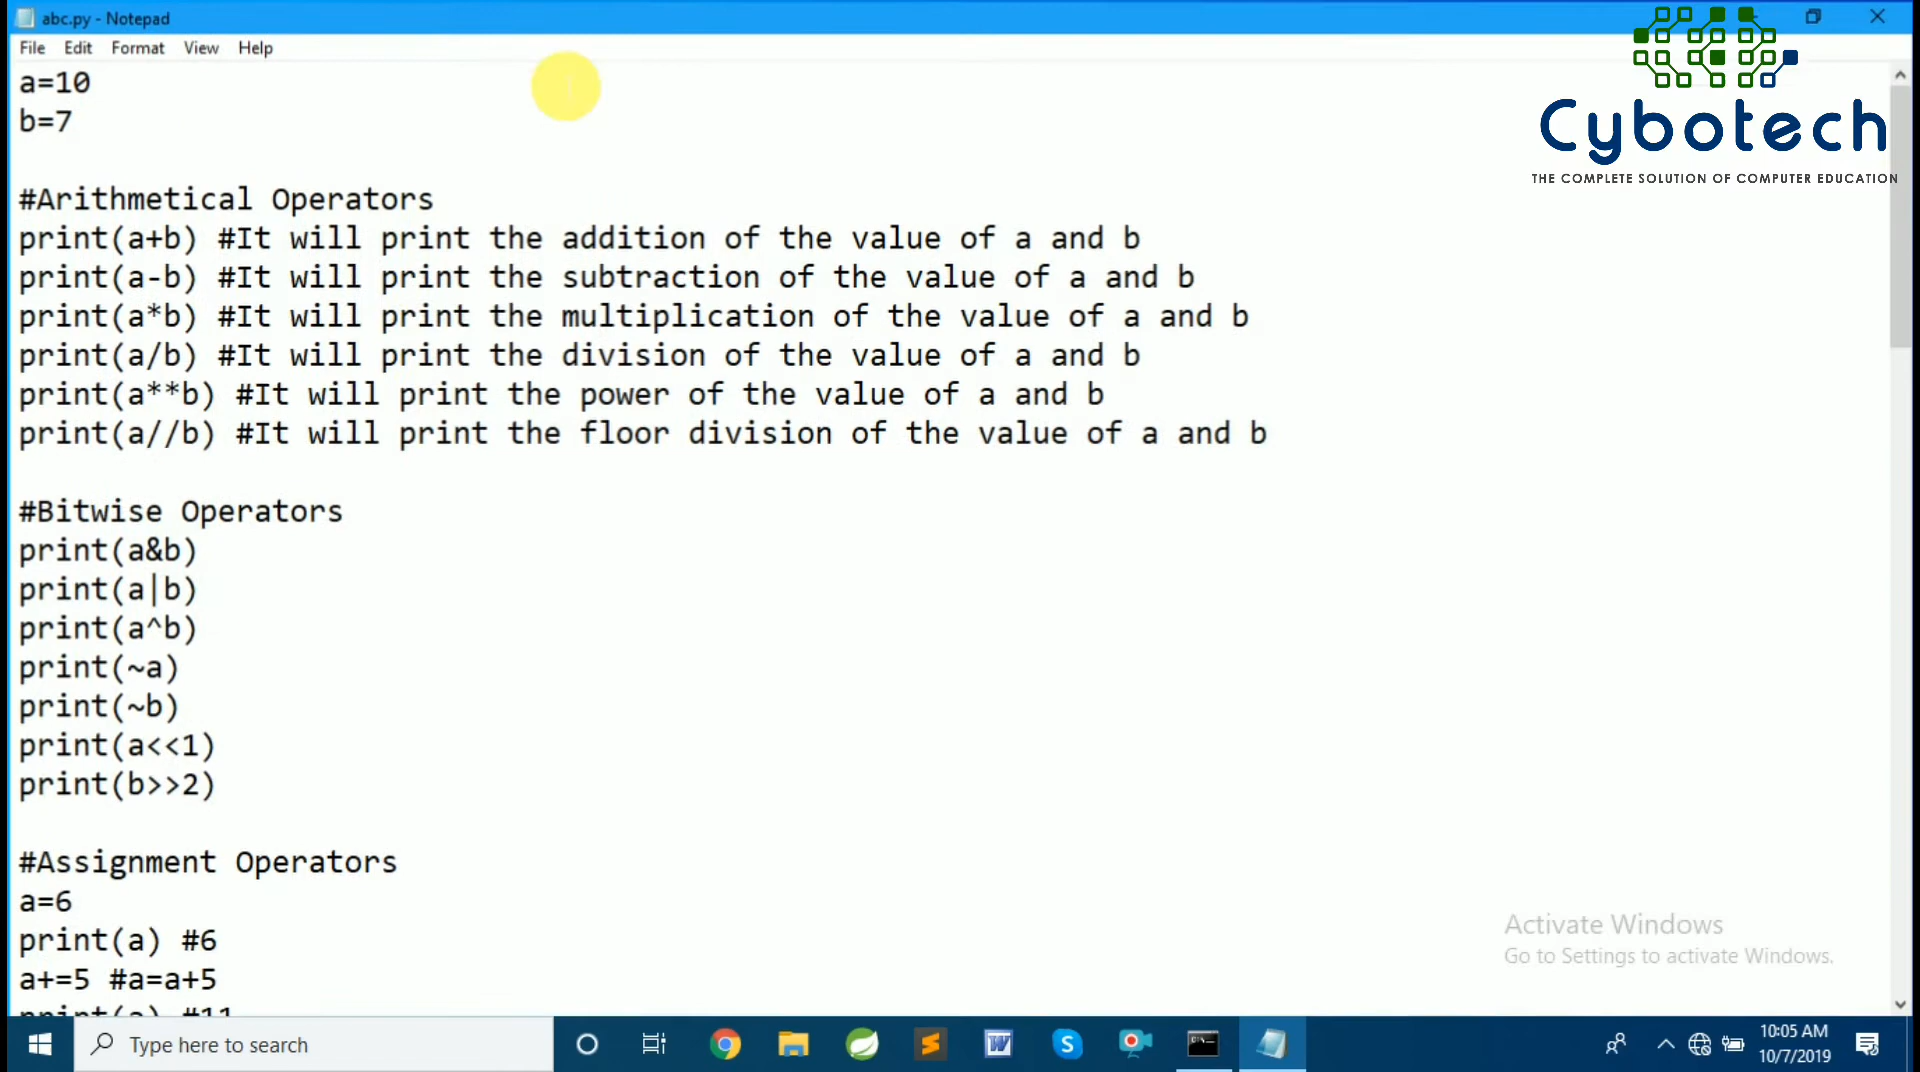 abc.py - Notepad
File Edit Format View Help
a=10
b=7
#Arithmetical Operators
print(a+b) #It will print the addition of the value of a and b
print(a-b) #It will print the subtraction of the value of a and b
print(a*b) #It will print the multiplication of the value of a and b
print(a/b) #It will print the division of the value of a and b
print(a**b) #It will print the power of the value of a and b
print(a//b) #It will print the floor division of the value of a and b
#Bitwise Operators
print(a&b)
print(a|b)
print(a^b)
print(~a)
print(~b)
print(a<<1)
print(b>>2)
#Assignment Operators
a=6
print(a) #6
a+=5 #a=a+5
print(a) #11
Cybotech
THE COMPLETE SOLUTION OF COMPUTER EDUCATION
Activate Windows
Go to Settings to activate Windows.
Type here to search
10:05 AM
10/7/2019